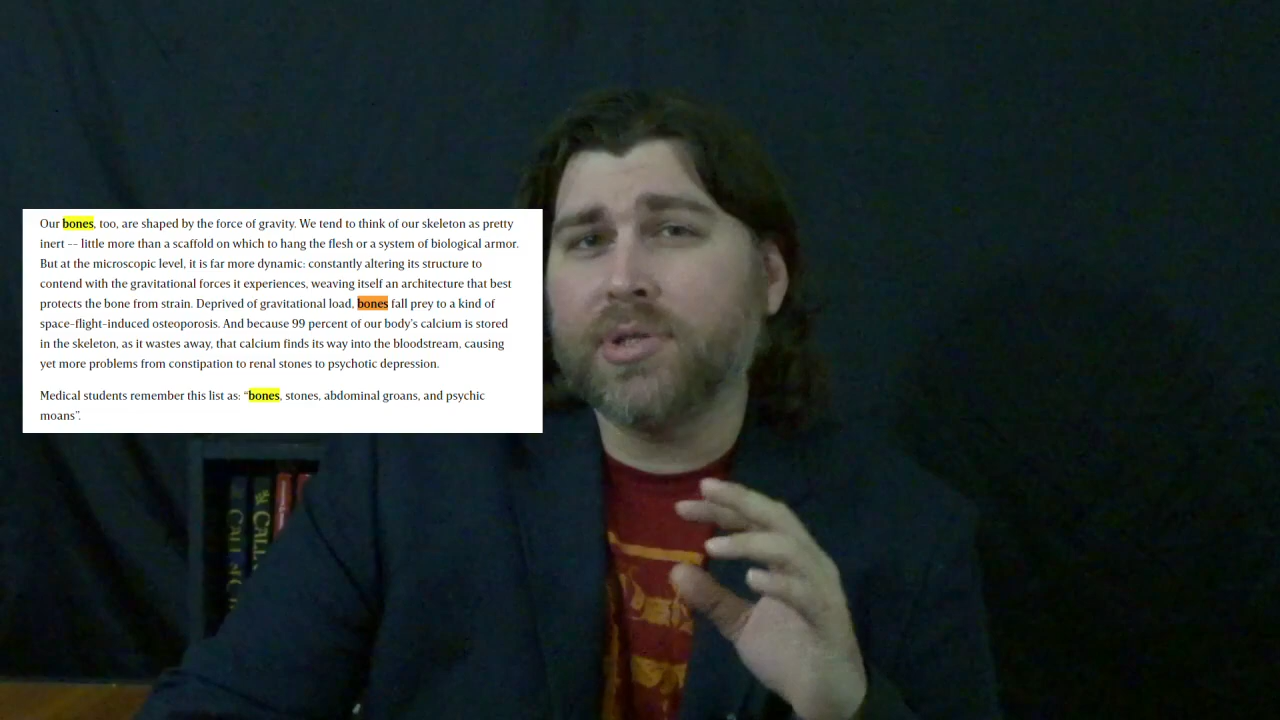 Our bones, too, are shaped by the force of gravity. We tend to think of our skeleton as pretty
inert -- little more than a scaffold on which to hang the flesh or a system of biological armor.
But at the microscopic level, it is far more dynamic: constantly altering its structure to
contend with the gravitational forces it experiences, weaving itself an architecture that best
protects the bone from strain. Deprived of gravitational load, bones fall prey to a kind of
space-flight-induced osteoporosis. And because 99 percent of our body's calcium is stored
in the skeleton, as it wastes away, that calcium finds its way into the bloodstream, causing
yet more problems from constipation to renal stones to psychotic depression.
Medical students remember this list as: “bones, stones, abdominal groans, and psychic
moans”.
CALL
CALL